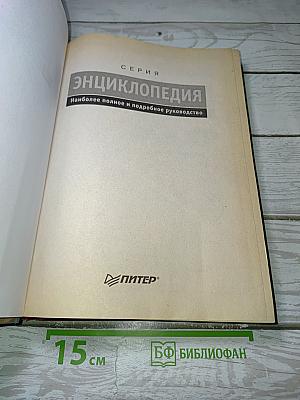 СЕРИЯ
ЭНЦИКЛОПЕДИЯ
Наиболее полное и подробное руководство
ПИТЕР®
15 см
БФ БИБЛИОФАН